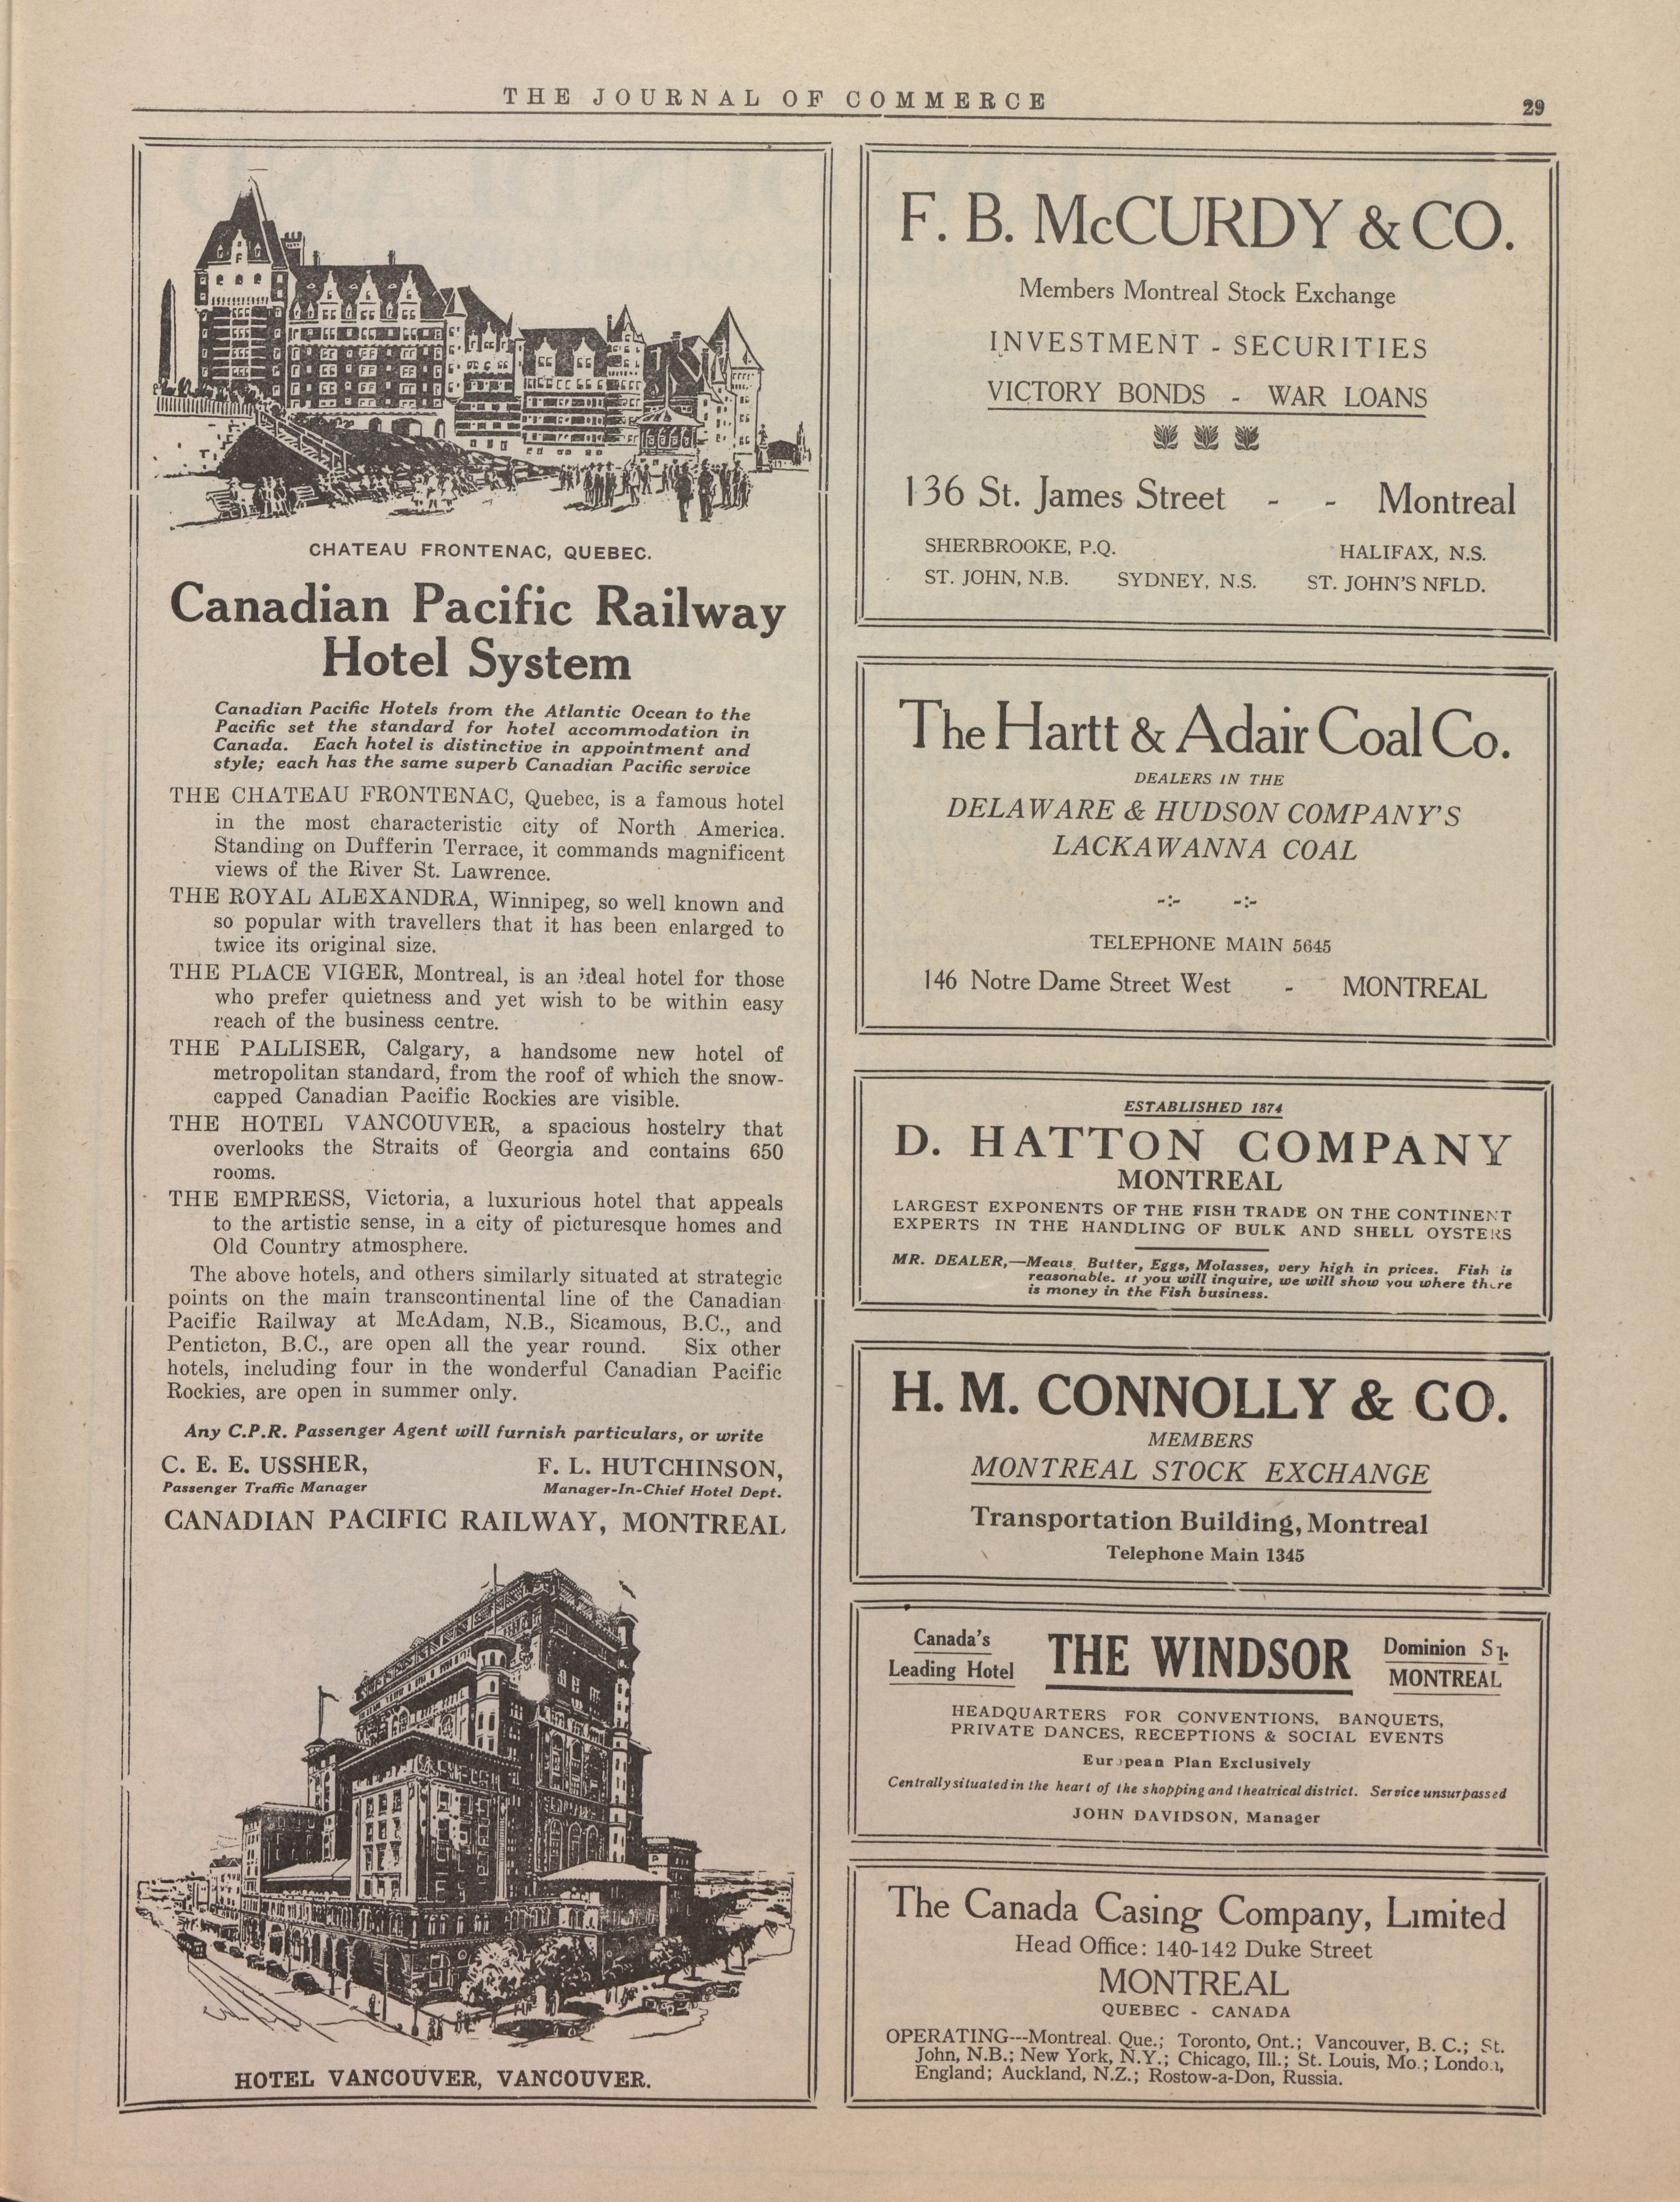 THE JOURNAL OF COMMERCE
29
CHATEAU FRONTENAC, QUEBEC.
Canadian Pacific Railway
Hotel System
Canadian Pacific Hotels from the Atlantic Ocean to the
Pacific set the standard for hotel accommodation in
Canada. Each hotel is distinctive in appointment and
style; each has the same superb Canadian Pacific service
THE CHATEAU FRONTENAC, Quebec, is a famous hotel
in the most characteristic city of North America.
Standing on Dufferin Terrace, it commands magnificent
views of the River St. Lawrence.
THE ROYAL ALEXANDRA, Winnipeg, so well known and
so popular with travellers that it has been enlarged to
twice its original size.
THE PLACE VIGER, Montreal, is an ideal hotel for those
who prefer quietness and yet wish to be within easy
reach of the business centre.
THE PALLISER, Calgary, a handsome new hotel of
metropolitan standard, from the roof of which the snow-
capped Canadian Pacific Rockies are visible.
THE HOTEL VANCOUVER, a spacious hostelry that
overlooks the Straits of Georgia and contains 650
rooms.
THE EMPRESS, Victoria, a luxurious hotel that appeals
to the artistic sense, in a city of picturesque homes and
Old Country atmosphere.
The above hotels, and others similarly situated at strategic
points on the main transcontinental line of the Canadian
Pacific Railway at McAdam, N.B., Sicamous, B.C., and
Penticton, B.C., are open all the year round. Six other
hotels, including four in the wonderful Canadian Pacific
Rockies, are open in summer only.
Any C.P.R. Passenger Agent will furnish particulars, or write
C. E. E. USSHER, F. L. HUTCHINSON,
Passenger Traffic Manager Manager-In-Chief Hotel Dept.
CANADIAN PACIFIC RAILWAY, MONTREAL
HOTEL VANCOUVER, VANCOUVER.
F. B. McCURDY & CO.
Members Montreal Stock Exchange
INVESTMENT - SECURITIES
VICTORY BONDS - WAR LOANS
136 St. James Street - - Montreal
SHERBROOKE, P.Q. HALIFAX, N.S.
ST. JOHN, N.B. SYDNEY, N.S. ST. JOHN'S NFLD.
The Hartt & Adair Coal Co.
DEALERS IN THE
DELAWARE & HUDSON COMPANY'S
LACKAWANNA COAL
-:- -:-
TELEPHONE MAIN 5645
146 Notre Dame Street West - MONTREAL
ESTABLISHED 1874
D. HATTON COMPANY
MONTREAL
LARGEST EXPONENTS OF THE FISH TRADE ON THE CONTINENT
EXPERTS IN THE HANDLING OF BULK AND SHELL OYSTERS
MR. DEALER,—Meats, Butter, Eggs, Molasses, very high in prices. Fish is
reasonable. If you will inquire, we will show you where there
is money in the Fish business.
H. M. CONNOLLY & CO.
MEMBERS
MONTREAL STOCK EXCHANGE
Transportation Building, Montreal
Telephone Main 1345
Canada's
Leading Hotel
THE WINDSOR
Dominion Sq.
MONTREAL
HEADQUARTERS FOR CONVENTIONS, BANQUETS,
PRIVATE DANCES, RECEPTIONS & SOCIAL EVENTS
European Plan Exclusively
Centrally situated in the heart of the shopping and theatrical district. Service unsurpassed
JOHN DAVIDSON, Manager
The Canada Casing Company, Limited
Head Office: 140-142 Duke Street
MONTREAL
QUEBEC - CANADA
OPERATING---Montreal. Que.; Toronto, Ont.; Vancouver, B. C.; St.
John, N.B.; New York, N.Y.; Chicago, Ill.; St. Louis, Mo.; London,
England; Auckland, N.Z.; Rostow-a-Don, Russia.